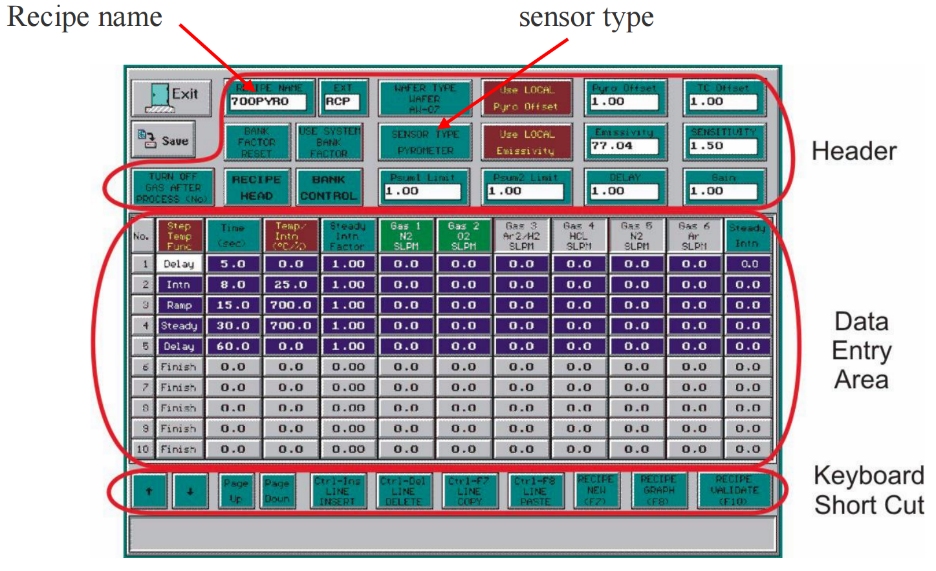 Recipe name
sensor type
Exit
RECIPE NAME
700PYRO
EXT
RCP
WAFER TYPE
WAFER
AW-07
Use LOCAL
Pyro Offset
Pyro Offset
1.00
TC Offset
1.00
Save
BANK
FACTOR
RESET
USE SYSTEM
BANK
FACTOR
SENSOR TYPE
PYROMETER
Use LOCAL
Emissivity
Emissivity
77.04
SENSITIVITY
1.50
Header
TURN OFF
GAS AFTER
PROCESS (No)
RECIPE
HEAD
BANK
CONTROL
Psum1 Limit
1.00
Psum2 Limit
1.00
DELAY
1.00
Gain
1.00
No.
Step
Temp
Func
Time
(sec)
Temp/
Intn
(ºC/%)
Steady
Intn
Factor
Gas 1
N2
SLPM
Gas 2
O2
SLPM
Gas 3
Ar2/H2
SLPM
Gas 4
HCL
SLPM
Gas 5
N2
SLPM
Gas 6
Ar
SLPM
Steady
Intn
1 Delay 5.0 0.0 1.00 0.0 0.0 0.0 0.0 0.0 0.0 0.0
2 Intn 8.0 25.0 1.00 0.0 0.0 0.0 0.0 0.0 0.0 0.0
3 Ramp 15.0 700.0 1.00 0.0 0.0 0.0 0.0 0.0 0.0 0.0
4 Steady 30.0 700.0 1.00 0.0 0.0 0.0 0.0 0.0 0.0 0.0
5 Delay 60.0 0.0 1.00 0.0 0.0 0.0 0.0 0.0 0.0 0.0
6 Finish 0.0 0.0 0.00 0.0 0.0 0.0 0.0 0.0 0.0 0.0
7 Finish 0.0 0.0 0.00 0.0 0.0 0.0 0.0 0.0 0.0 0.0
8 Finish 0.0 0.0 0.00 0.0 0.0 0.0 0.0 0.0 0.0 0.0
9 Finish 0.0 0.0 0.00 0.0 0.0 0.0 0.0 0.0 0.0 0.0
10 Finish 0.0 0.0 0.00 0.0 0.0 0.0 0.0 0.0 0.0 0.0
Data
Entry
Area
Page
Up
Page
Down
Ctrl-Ins
LINE
INSERT
Ctrl-Del
LINE
DELETE
Ctrl-F7
LINE
COPY
Ctrl-F8
LINE
PASTE
RECIPE
NEW
(F7)
RECIPE
GRAPH
(F8)
RECIPE
VALIDATE
(F10)
Keyboard
Short Cut